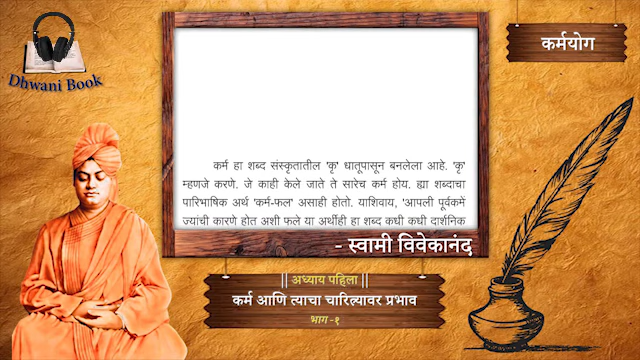 Dhwani Book
कर्मयोग
कर्म हा शब्द संस्कृतातील 'कृ' धातूपासून बनलेला आहे. 'कृ'
म्हणजे करणे. जे काही केले जाते ते सारेच कर्म होय. ह्या शब्दाचा
पारिभाषिक अर्थ 'कर्म-फल' असाही होतो. याशिवाय, 'आपली पूर्वकर्मे
ज्यांची कारणे होत अशी फले या अर्थीही हा शब्द कधी कधी दार्शनिक
- स्वामी विवेकानंद
|| अध्याय पहिला ||
कर्म आणि त्याचा चारित्र्यावर प्रभाव
भाग -१